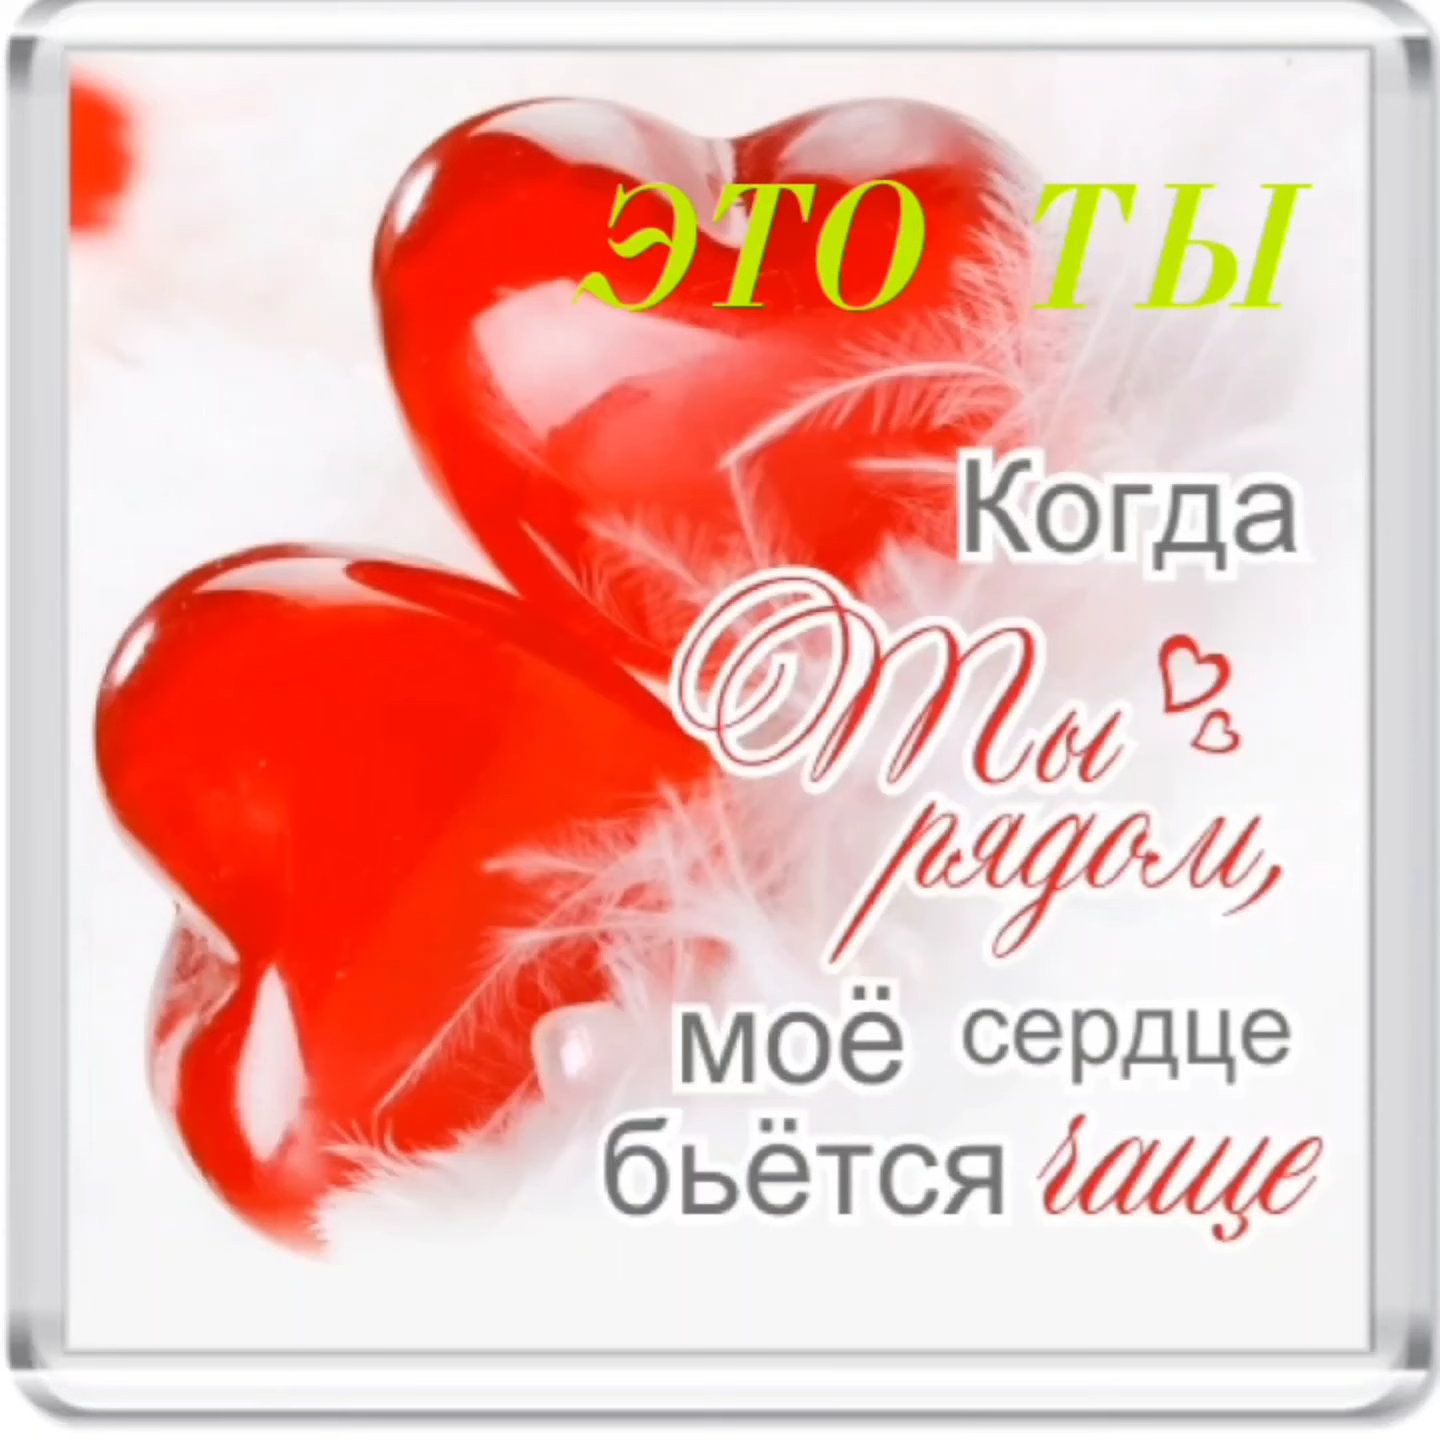 ЭТО ТЫ
Когда
Ты
рядом,
моё сердце
бьётся чаще